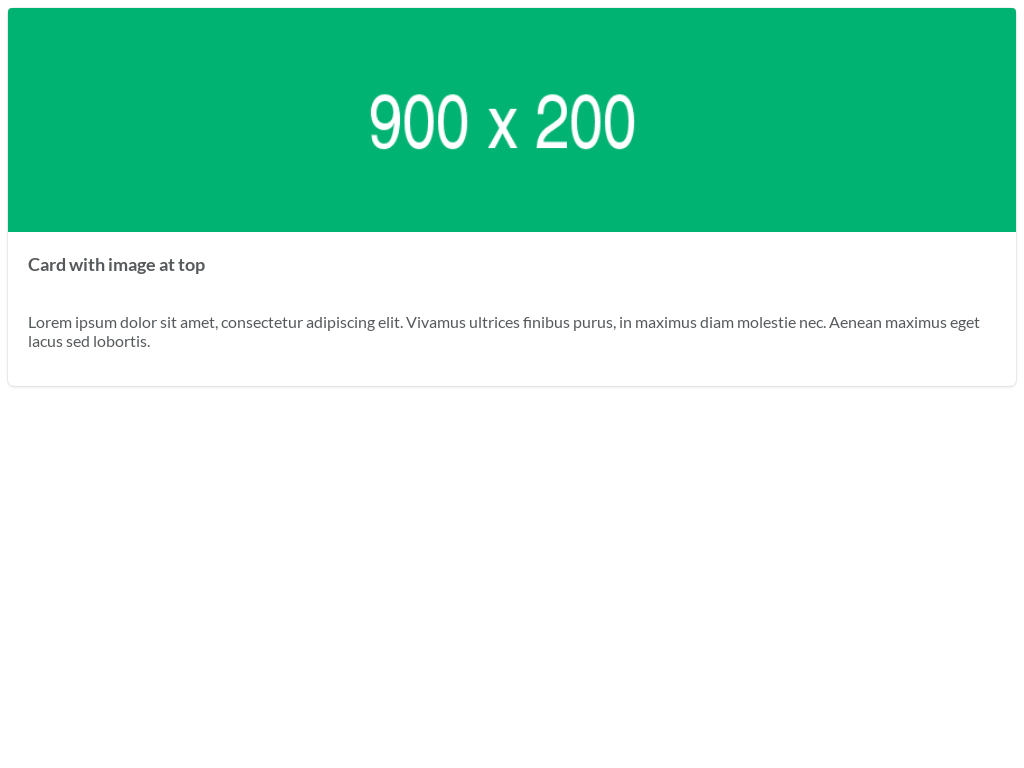 900 x 200
Card with image at top
Lorem ipsum dolor sit amet, consectetur adipiscing elit. Vivamus ultrices finibus purus, in maximus diam molestie nec. Aenean maximus eget
lacus sed lobortis.